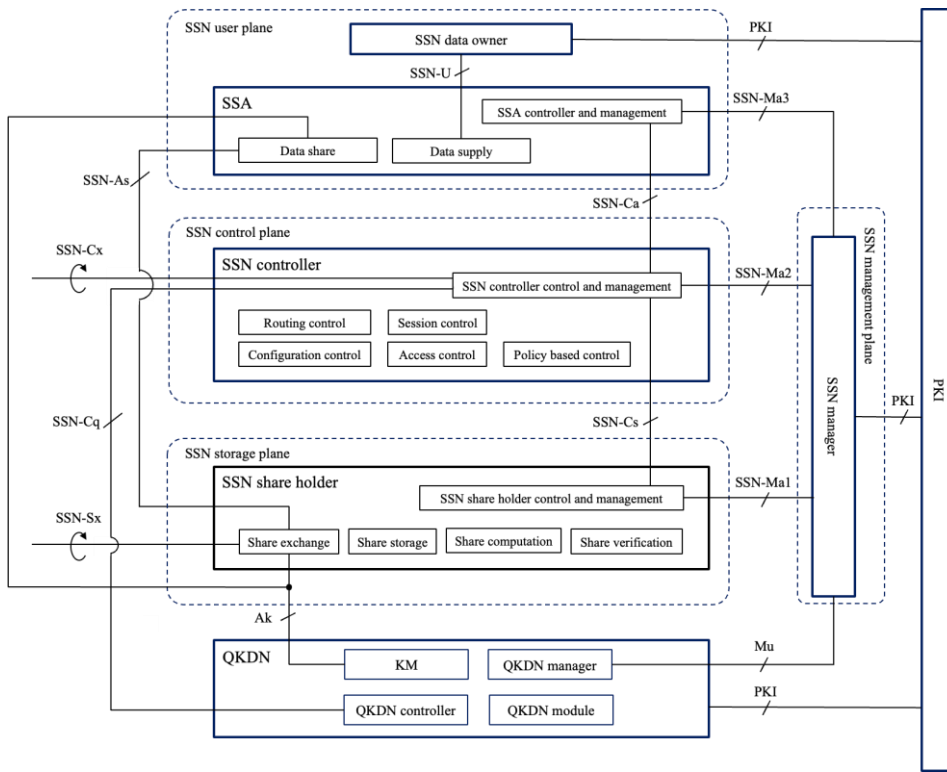 SSN user plane
SSN data owner
PKI
SSN-U
SSA
SSA controller and management
SSN-Ma3
Data share
Data supply
SSN-As
SSN-Ca
SSN control plane
SSN-Cx
SSN controller
SSN controller control and management
SSN-Ma2
Routing control
Session control
Configuration control
Access control
Policy based control
SSN management plane
SSN manager
PKI
PKI
SSN-Cq
SSN-Cs
SSN storage plane
SSN share holder
SSN share holder control and management
SSN-Ma1
SSN-Sx
Share exchange
Share storage
Share computation
Share verification
Ak
QKDN
KM
QKDN manager
Mu
PKI
QKDN controller
QKDN module